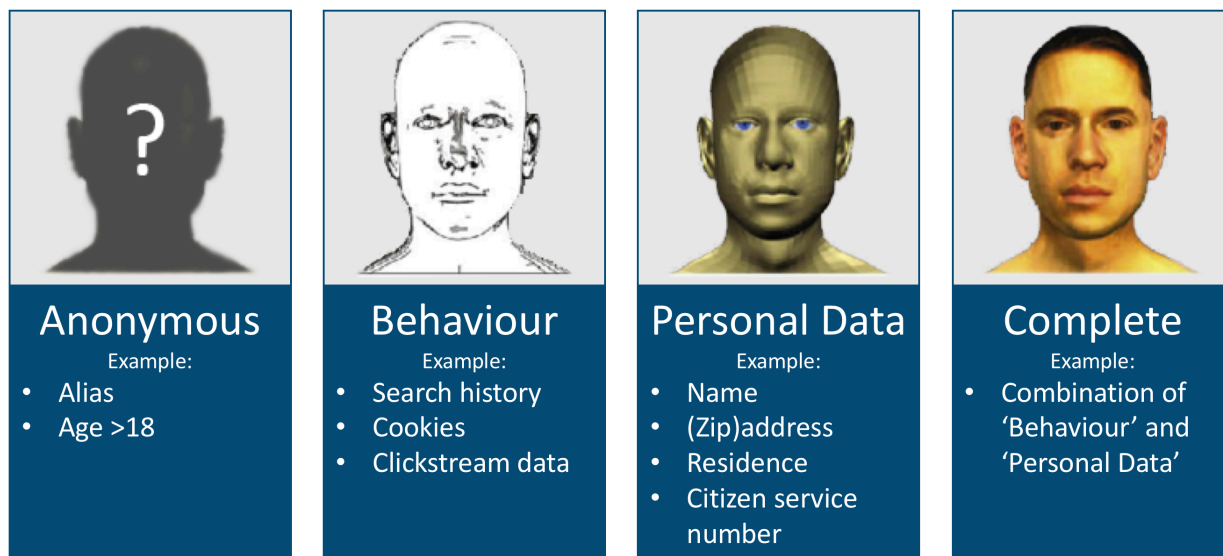 ?
Anonymous
Example:
• Alias
• Age >18
Behaviour
Example:
• Search history
• Cookies
• Clickstream data
Personal Data
Example:
• Name
• (Zip)address
• Residence
• Citizen service
number
Complete
Example:
• Combination of
‘Behaviour’ and
‘Personal Data’